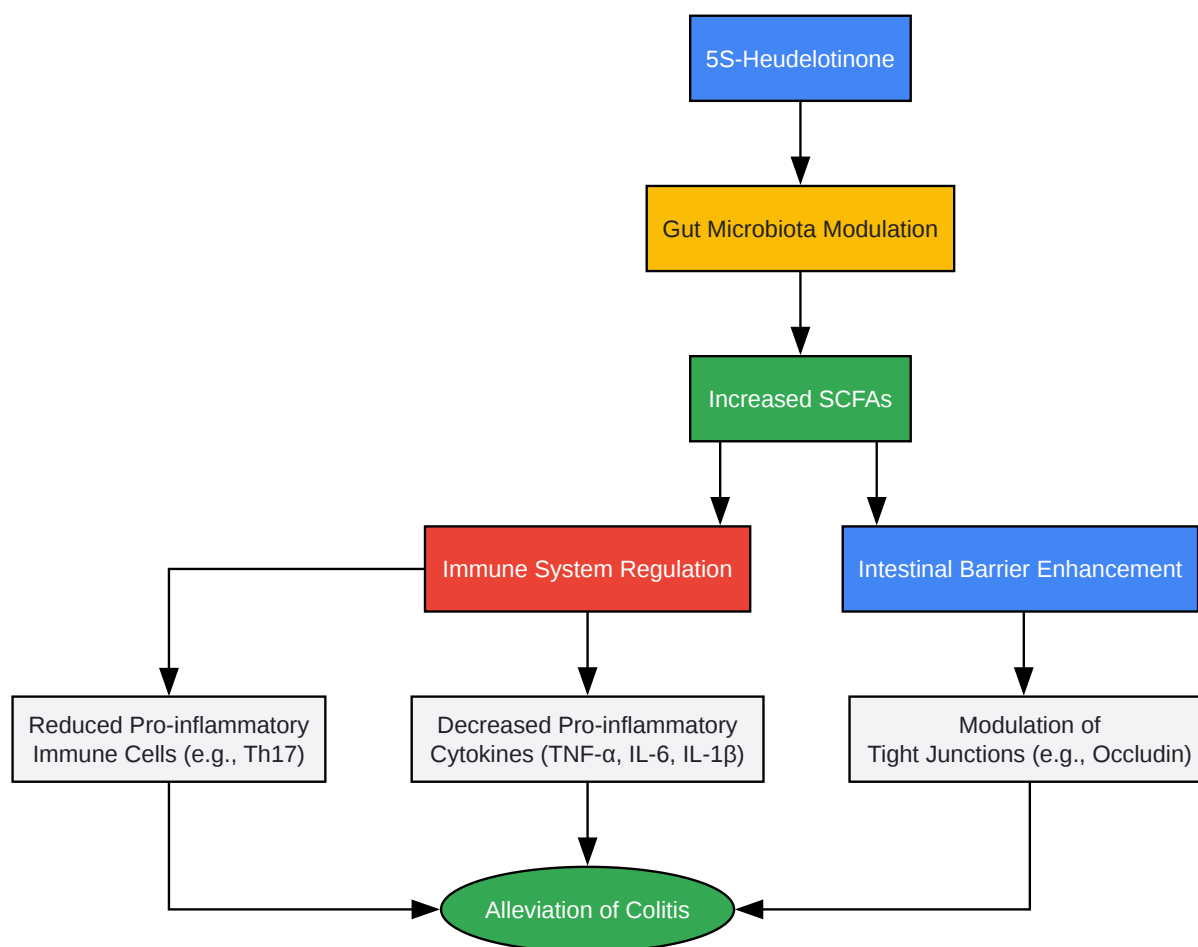 5S-Heudelotinone
Gut Microbiota Modulation
Increased SCFAs
Immune System Regulation
Intestinal Barrier Enhancement
Reduced Pro-inflammatory
Immune Cells (e.g., Th17)
Decreased Pro-inflammatory
Cytokines (TNF-α, IL-6, IL-1β)
Modulation of
Tight Junctions (e.g., Occludin)
Alleviation of Colitis